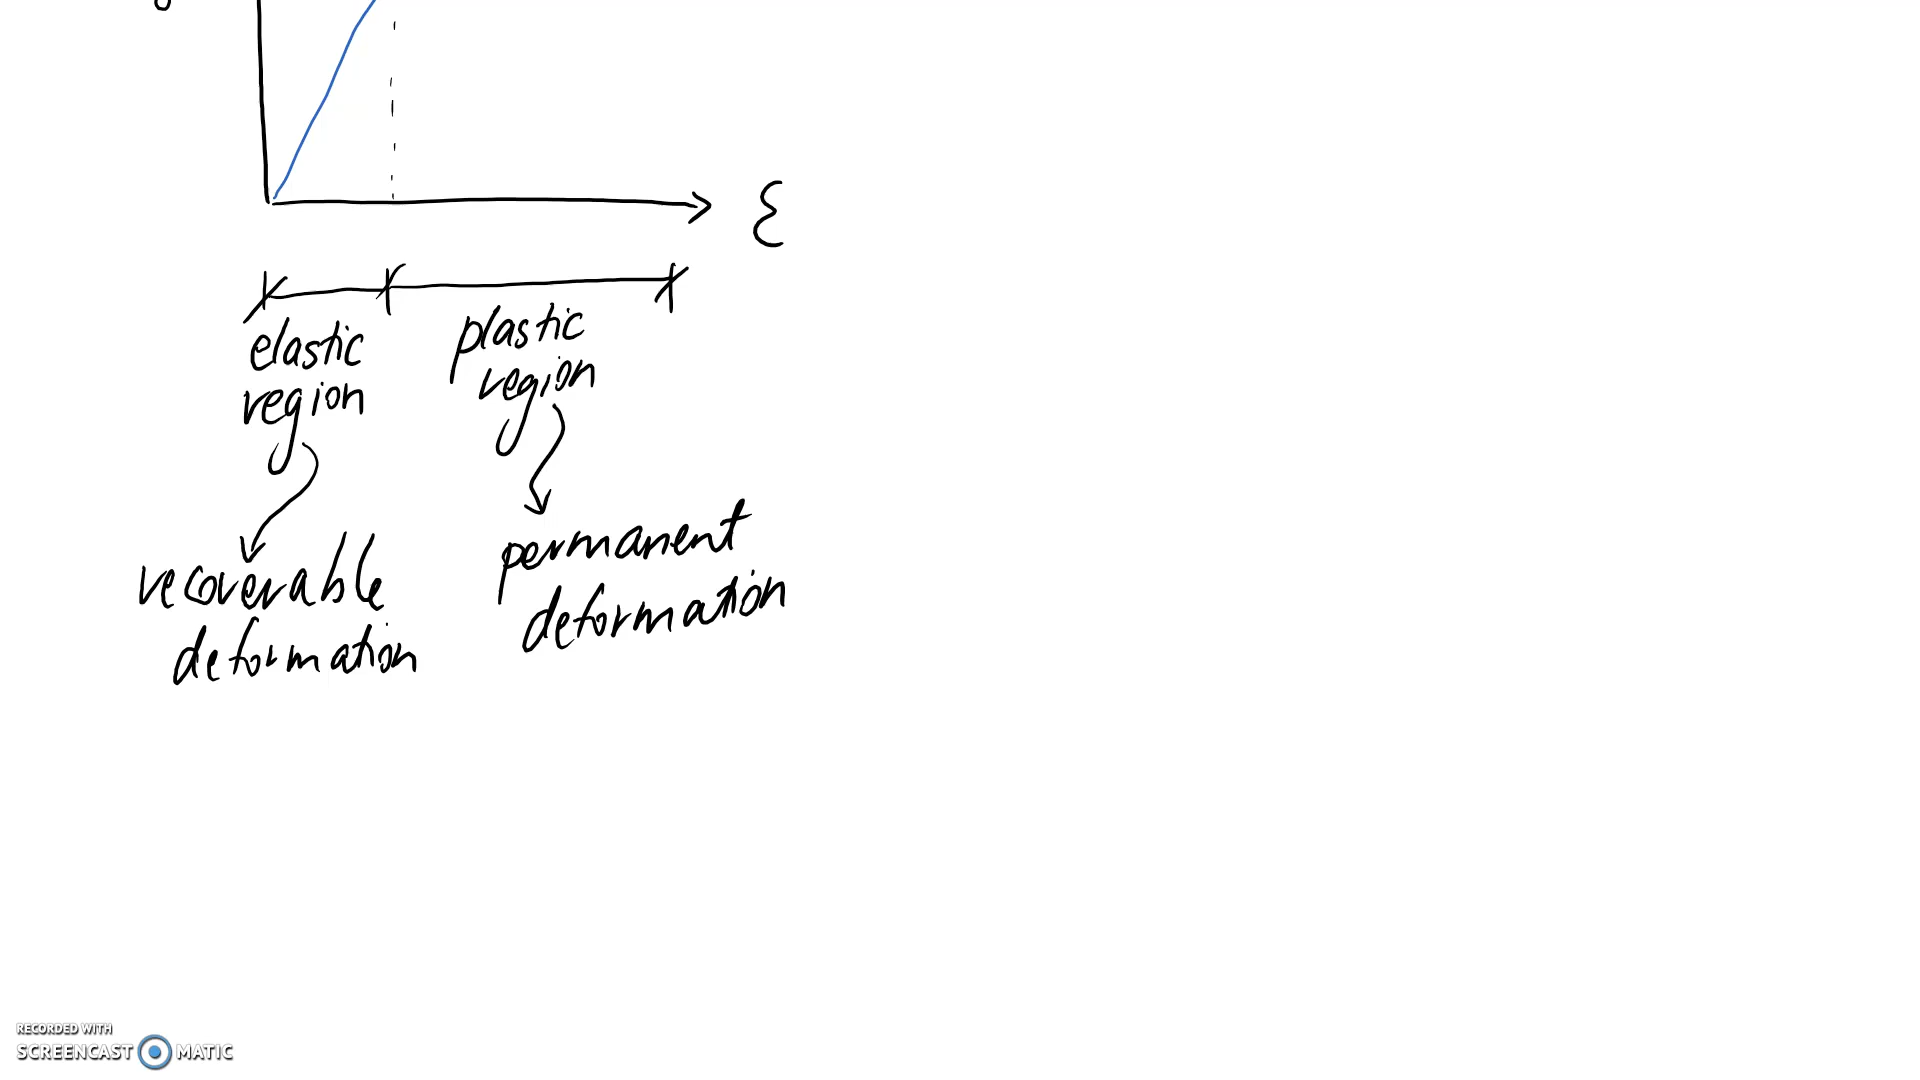 ε
elastic
region
plastic
region
recoverable
deformation
permanent
deformation
RECORDED WITH
SCREENCAST MATIC